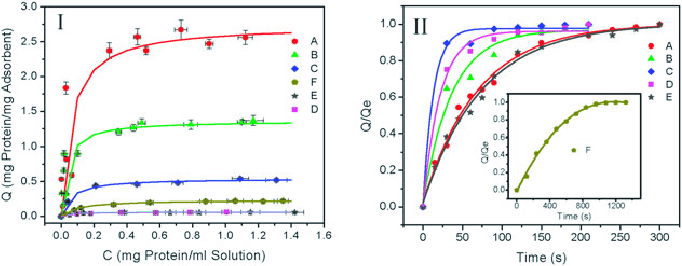 I
A
B
C
F
E
D
3.0
2.5
2.0
1.5
1.0
0.5
0.0
0.0 0.2 0.4 0.6 0.8 1.0 1.2 1.4 1.6
Q (mg Protein/mg Adsorbent)
C (mg Protein/ml Solution)
II
A
B
C
D
E
1.0
0.8
0.6
0.4
0.2
0.0
0 50 100 150 200 250 300
Q/Qe
Time (s)
1.0
0.8
0.6
0.4
0.2
0.0
0 400 800 1200
Q/Qe
F
Time (s)